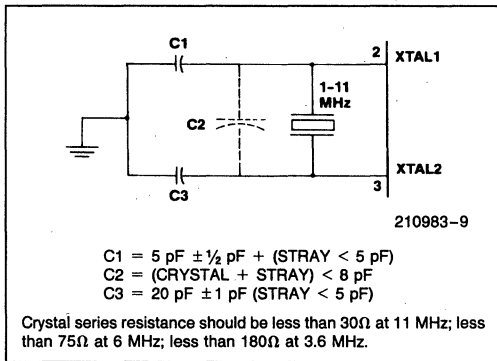 C1
2 XTAL1
1–11
MHz
C2
XTAL2
3
C3
210983–9
C1 = 5 pF ±½ pF + (STRAY < 5 pF)
C2 = (CRYSTAL + STRAY) < 8 pF
C3 = 20 pF ±1 pF (STRAY < 5 pF)
Crystal series resistance should be less than 30Ω at 11 MHz; less
than 75Ω at 6 MHz; less than 180Ω at 3.6 MHz.